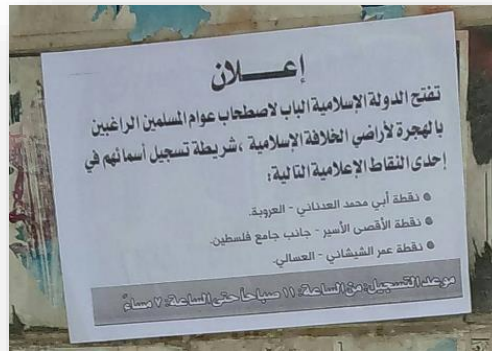 إعـــلان
تفتح الدولة الإسلامية الباب لاصطحاب عوام المسلمين الراغبين
بالهجرة لأراضي الخلافة الإسلامية ، شريطة تسجيل أسمائهم في
إحدى النقاط الإعلامية التالية:
● نقطة أبي محمد العدناني - العروبة.
● نقطة الأقصى الأسير - جانب جامع فلسطين.
● نقطة عمر الشيشاني - العسالي.
موعد التسجيل: من الساعة: ١١ صباحاً حتى الساعة: ٧ مساءً